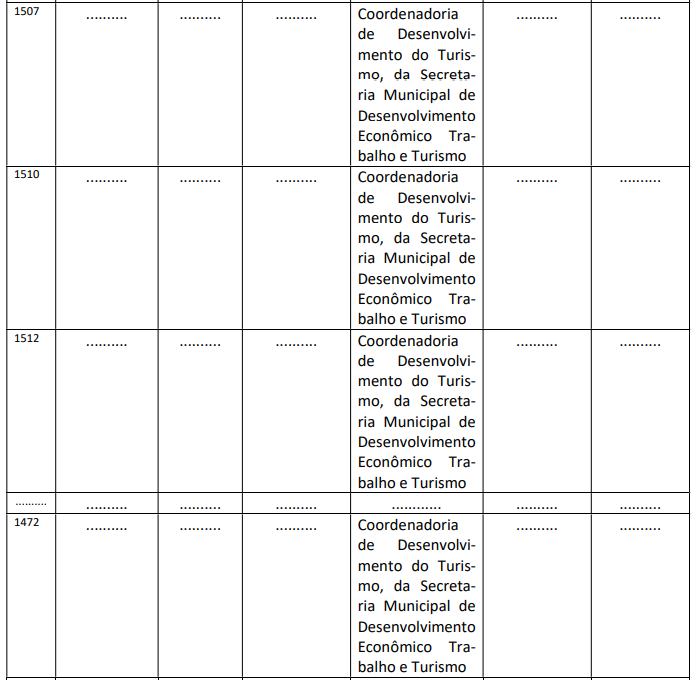 1507 .......... .......... .......... Coordenadoria .......... ..........
de Desenvolvi-
mento do Turis-
mo, da Secreta-
ria Municipal de
Desenvolvimento
Econômico Tra-
balho e Turismo
1510 .......... .......... .......... Coordenadoria .......... ..........
de Desenvolvi-
mento do Turis-
mo, da Secreta-
ria Municipal de
Desenvolvimento
Econômico Tra-
balho e Turismo
1512 .......... .......... .......... Coordenadoria .......... ..........
de Desenvolvi-
mento do Turis-
mo, da Secreta-
ria Municipal de
Desenvolvimento
Econômico Tra-
balho e Turismo
.......... .......... .......... .......... ............ .......... ..........
1472 .......... .......... .......... Coordenadoria .......... ..........
de Desenvolvi-
mento do Turis-
mo, da Secreta-
ria Municipal de
Desenvolvimento
Econômico Tra-
balho e Turismo